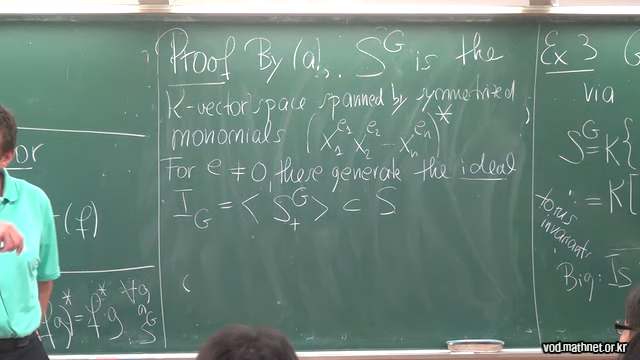 Proof By (a), S^G is the
K-vector space spanned by symmetrized
monomials (x_1^{e_1} x_2^{e_2} ... x_n^{e_n})^*
For e ≠ 0 these generate the ideal
I_G = < S_+^G > ⊂ S
(f)
)^* = f^* · g ∀g
Ex 3 G
via
S^G = K{
= K[
torus
invariants
Big: Is
vod.mathnet.or.kr